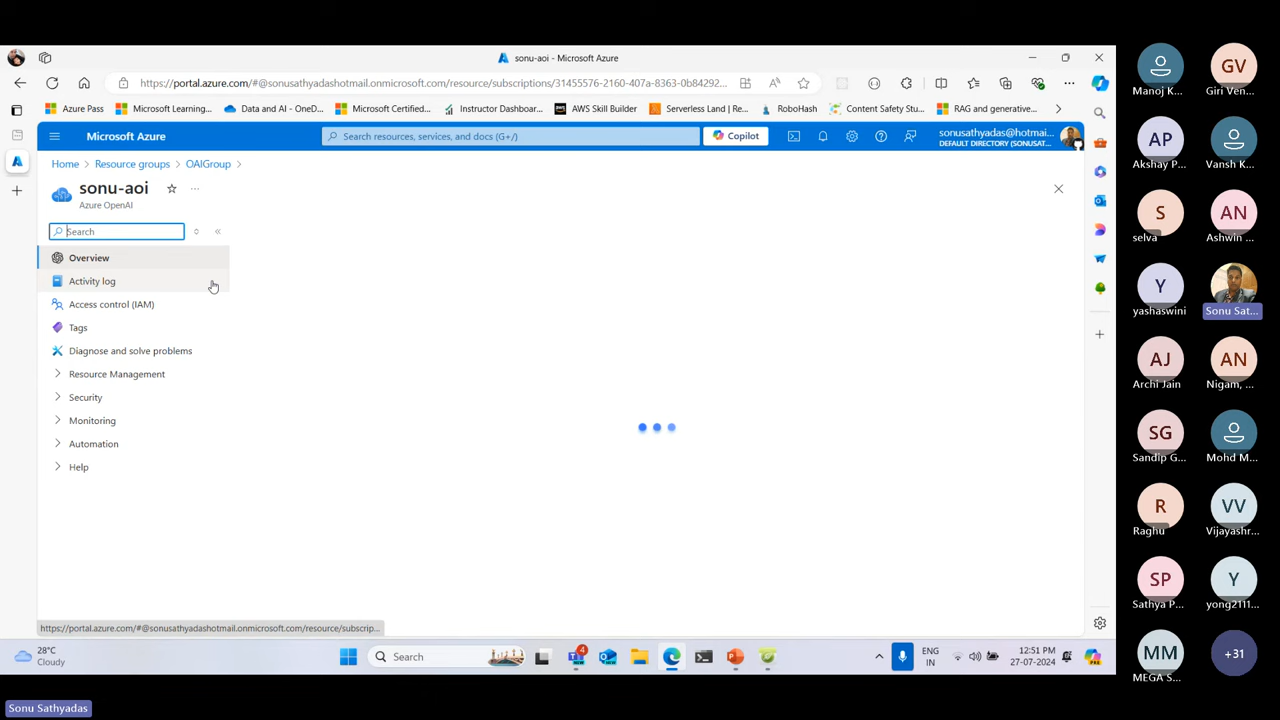 sonu-aoi - Microsoft Azure
https://portal.azure.com/#@sonusathyadashotmail.onmicrosoft.com/resource/subscriptions/31455576-2160-407a-8363-0b84292...
Azure Pass
Microsoft Learning,...
Data and AI - OneD...
Microsoft Certified...
Instructor Dashboar...
AWS Skill Builder
Serverless Land | Re...
RoboHash
Content Safety Stu...
RAG and generative...
Microsoft Azure
Search resources, services, and docs (G+/)
Copilot
sonusathyadas@hotmai...
DEFAULT DIRECTORY (SONUSAT...
Home > Resource groups > OAIGroup >
sonu-aoi
Azure OpenAI
Search
Overview
Activity log
Access control (IAM)
Tags
Diagnose and solve problems
Resource Management
Security
Monitoring
Automation
Help
https://portal.azure.com/#@sonusathyadashotmail.onmicrosoft.com/resource/subscrip...
28°C
Cloudy
Search
4
ENG
IN
12:51 PM
27-07-2024
Manoj K...
GV
Giri Ven...
AP
Akshay P...
Vansh K...
S
selva
AN
Ashwin ...
Y
yashaswini
Sonu Sat...
AJ
Archi Jain
AN
Nigam, ...
SG
Sandip G...
Mohd M...
R
Raghu
VV
Vijayashr...
SP
Sathya P...
Y
yong2111...
MM
MEGA S...
+31
Sonu Sathyadas